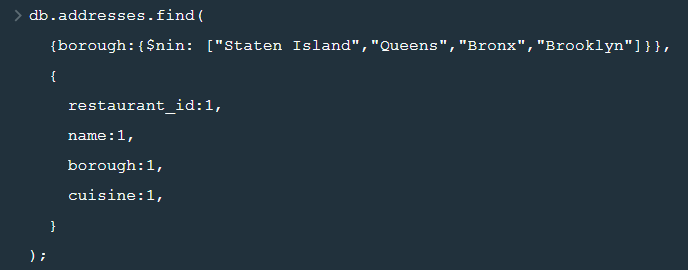 > db.addresses.find(
{borough:{$nin: ["Staten Island","Queens","Bronx","Brooklyn"]}},
{
restaurant_id:1,
name:1,
borough:1,
cuisine:1,
}
);